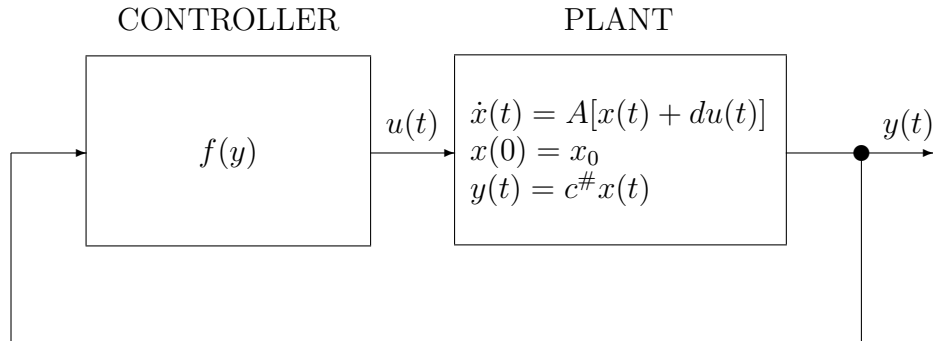 CONTROLLER
PLANT
f(y)
u(t)
ẋ(t) = A[x(t) + du(t)]
x(0) = x₀
y(t) = c^#x(t)
y(t)